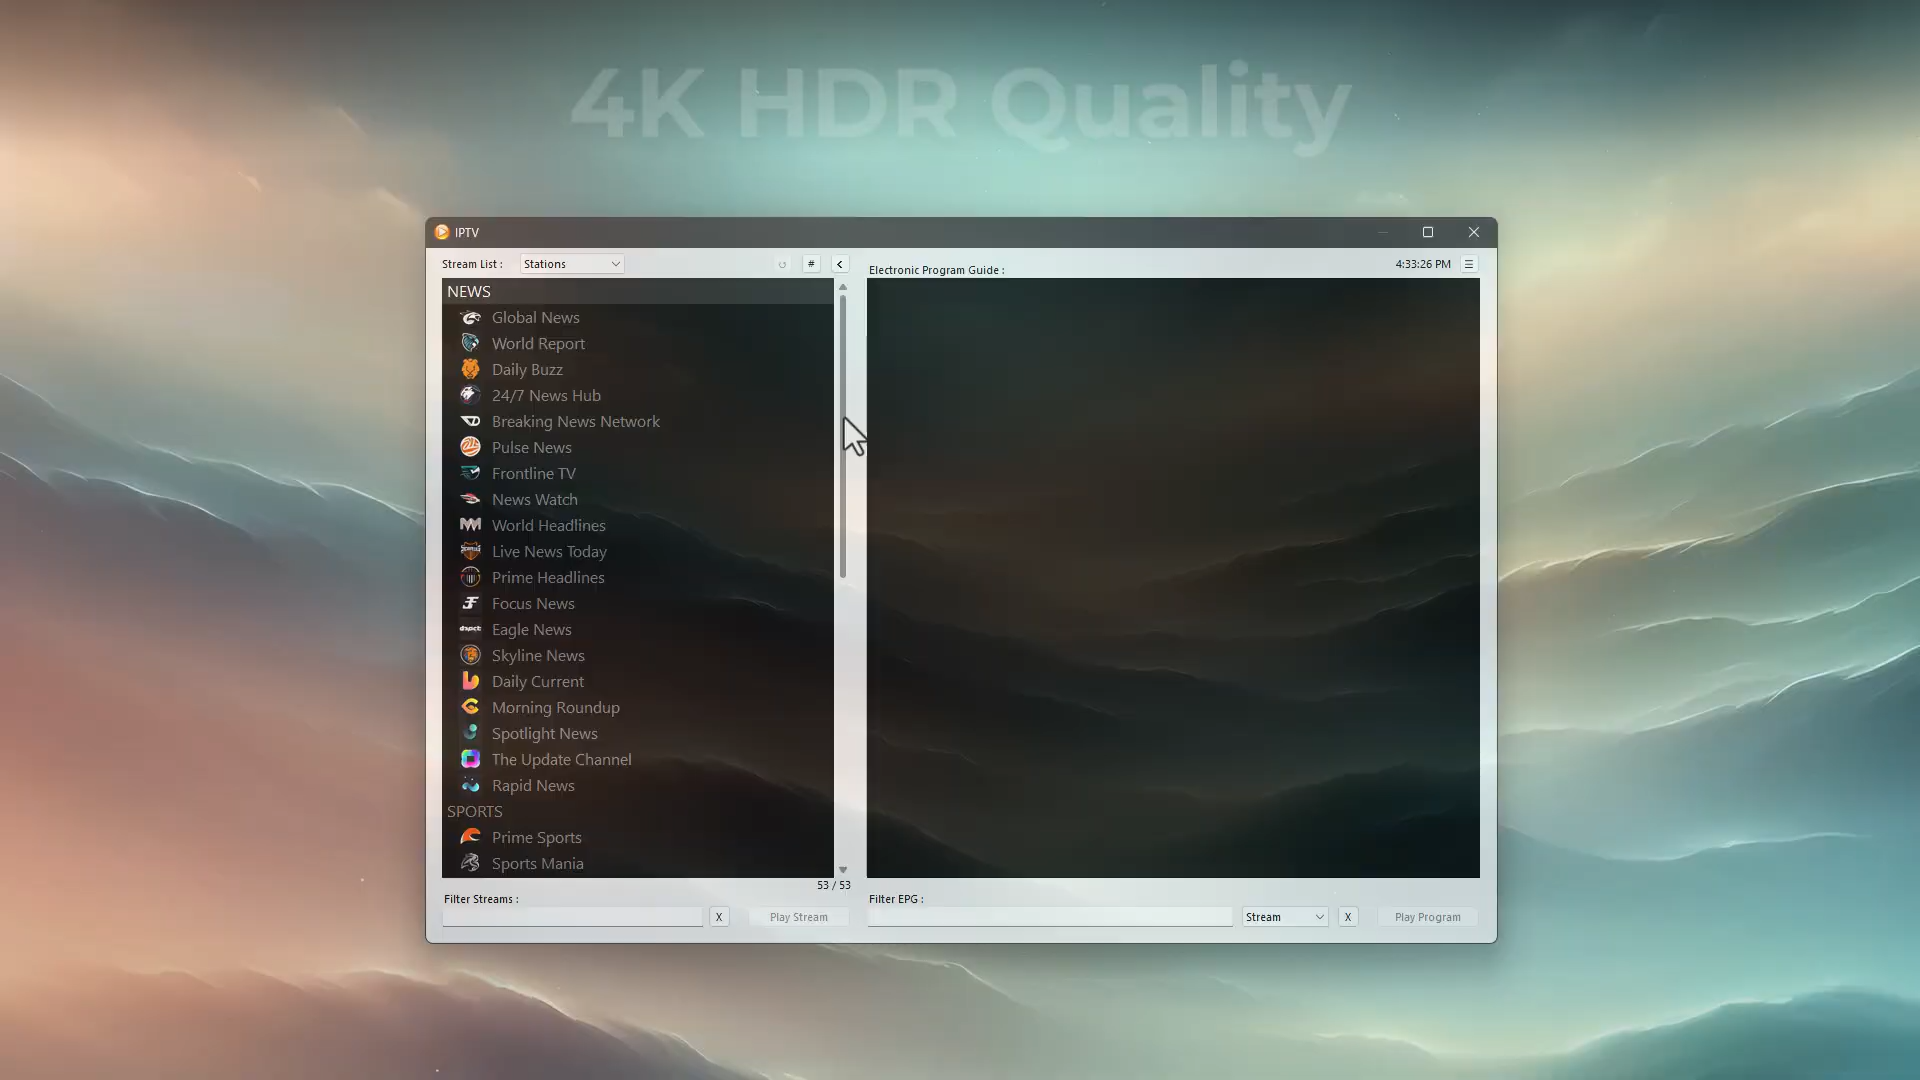 4K HDR Quality
IPTV
Stream List :
Stations
#
<
Electronic Program Guide :
4:33:26 PM
NEWS
Global News
World Report
Daily Buzz
24/7 News Hub
Breaking News Network
Pulse News
Frontline TV
News Watch
World Headlines
Live News Today
Prime Headlines
Focus News
Eagle News
Skyline News
Daily Current
Morning Roundup
Spotlight News
The Update Channel
Rapid News
SPORTS
Prime Sports
Sports Mania
53 / 53
Filter Streams :
X
Play Stream
Filter EPG :
Stream
X
Play Program